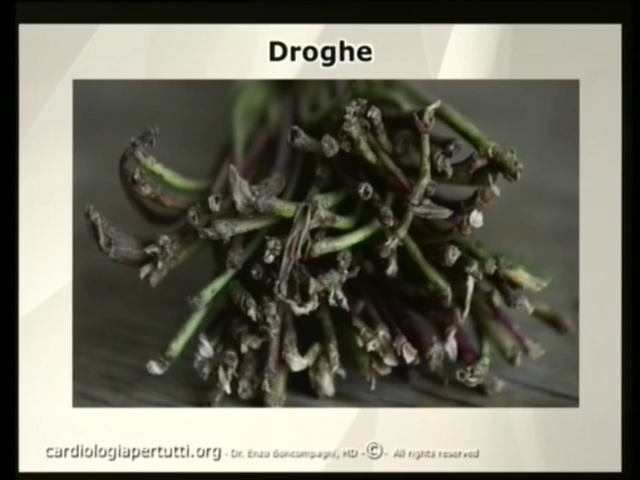 Droghe
cardiologiapertutti.org - Dr. Enzo Boncompagni, MD - © - All rights reserved